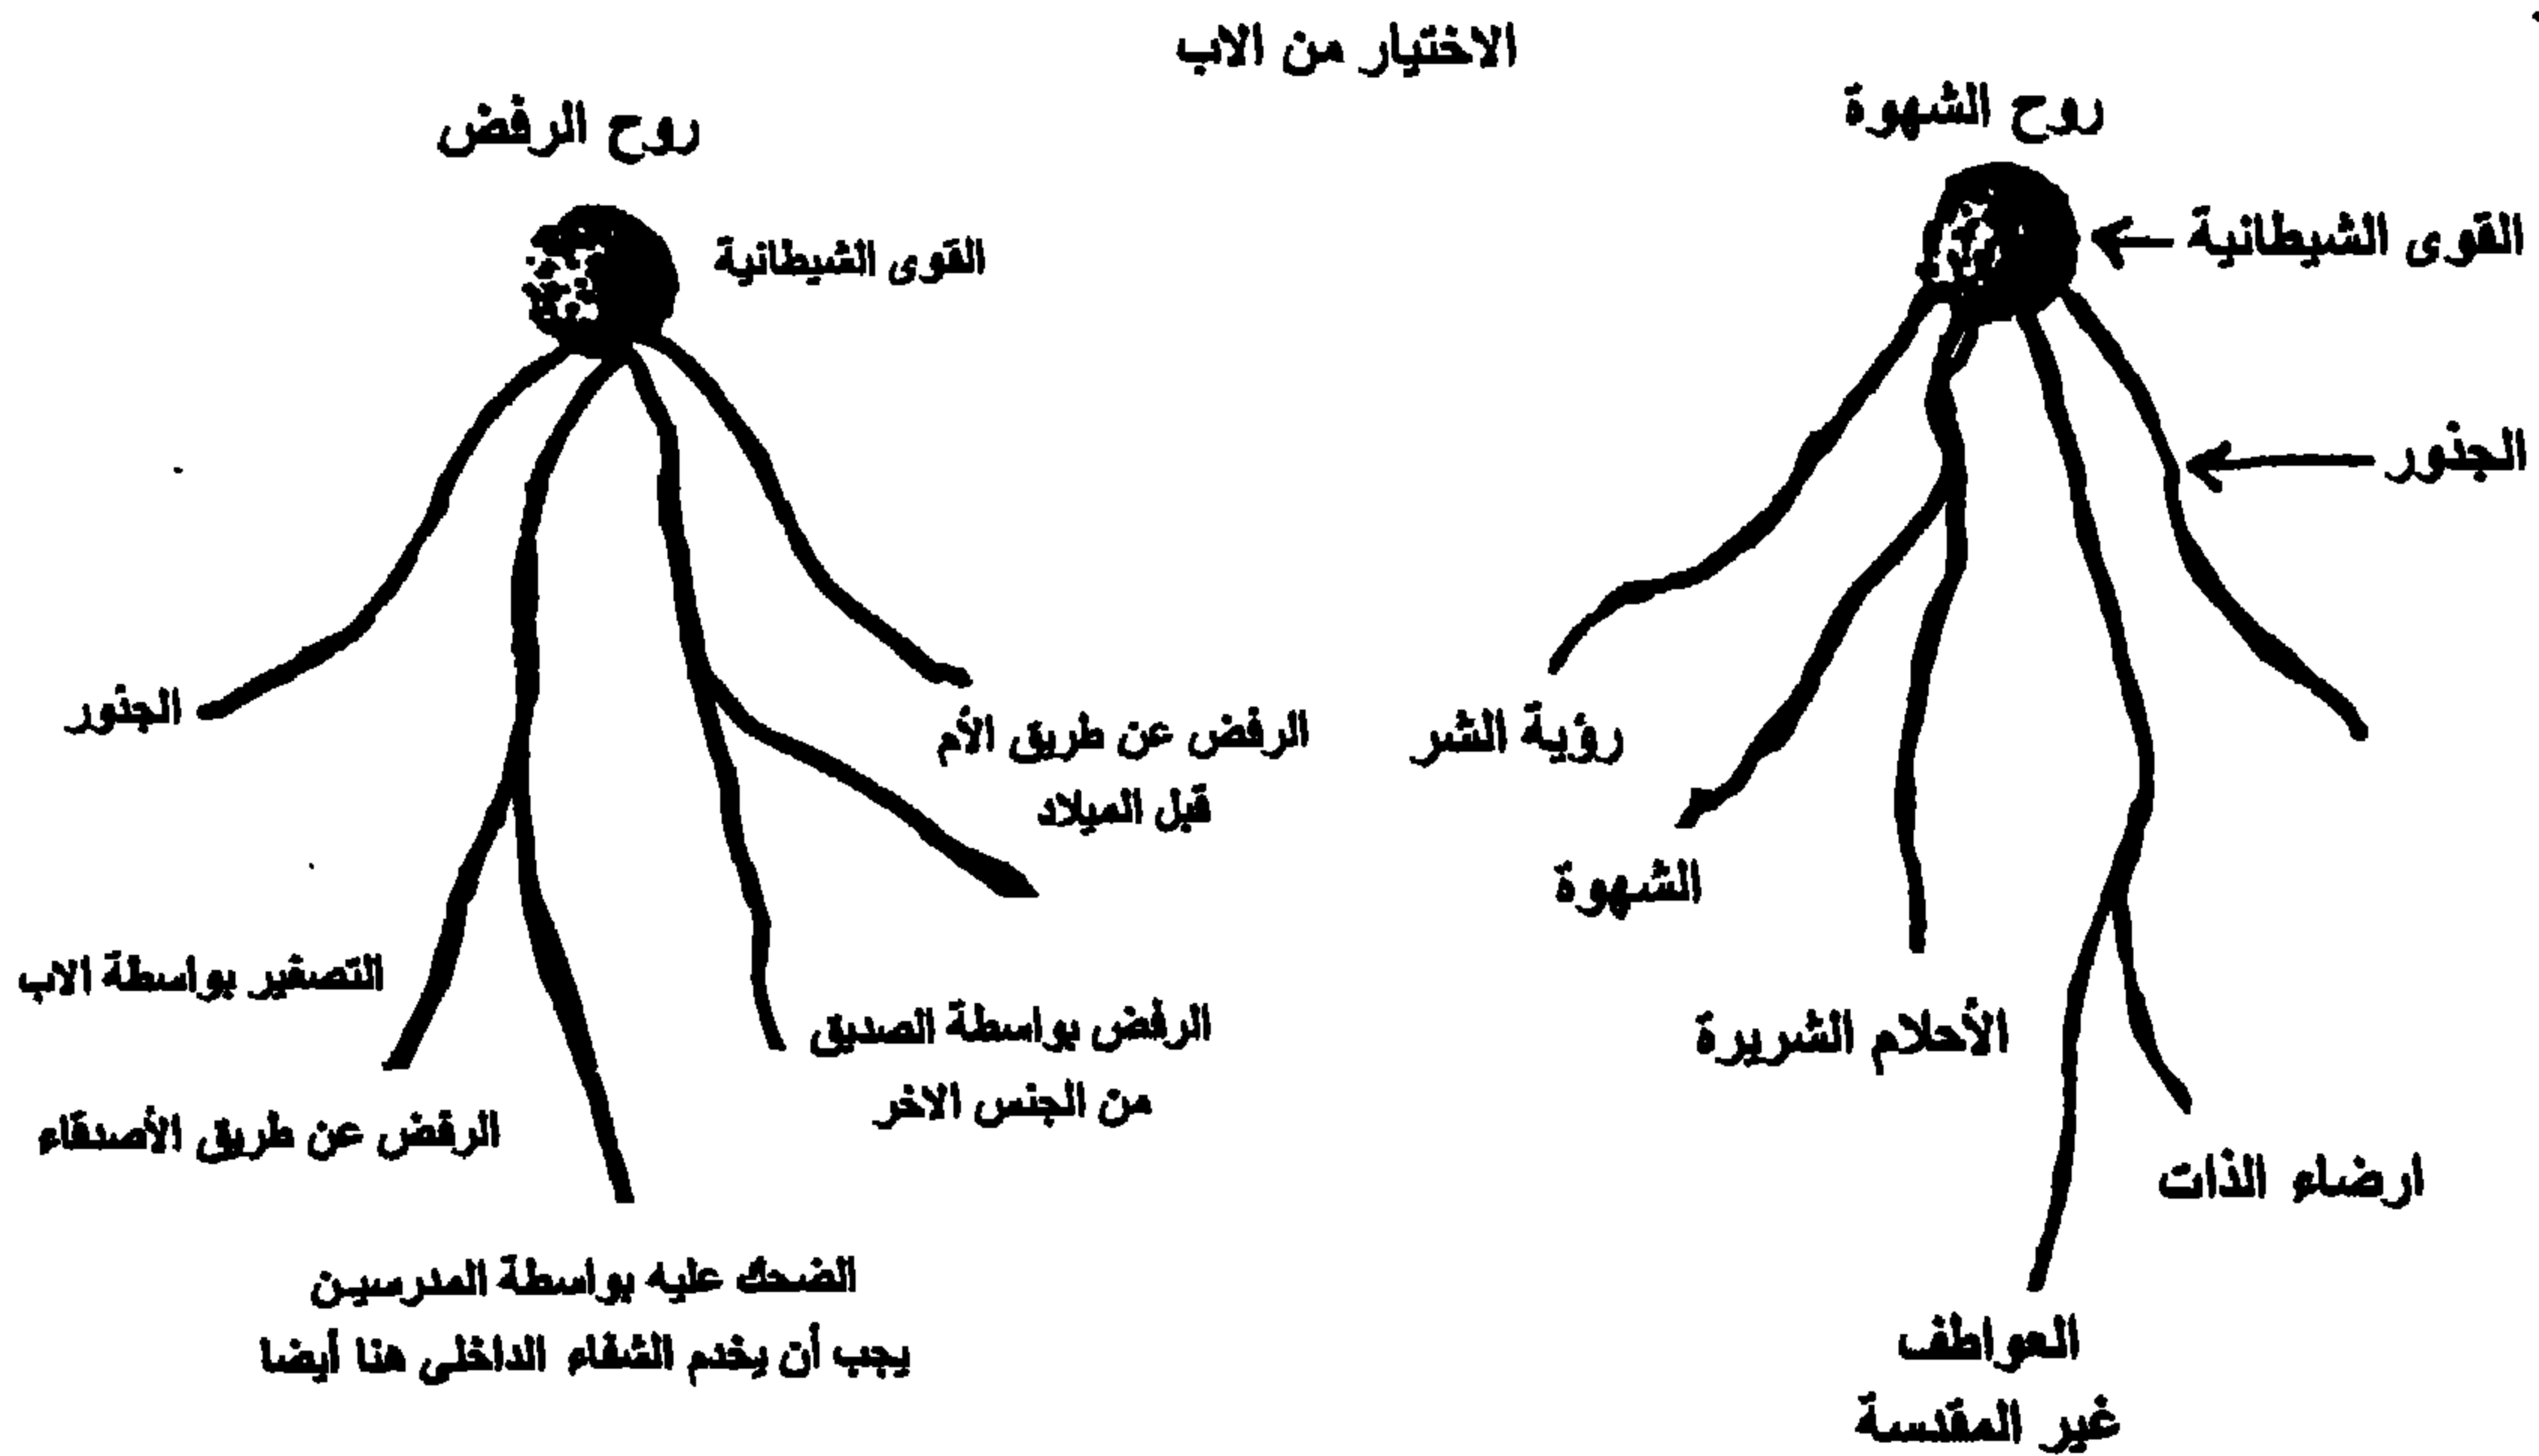 الاختيار من الاب
روح الشهوة
القوى الشيطانية
الجذور
رؤية الشر
الشهوة
الأحلام الشريرة
ارضاء الذات
العواطف
غير المقدسة
روح الرفض
القوى الشيطانية
الجذور
الرفض عن طريق الأم
قبل الميلاد
التصغير بواسطة الاب
الرفض بواسطة الصديق
من الجنس الاخر
الرفض عن طريق الأصدقاء
الضحك عليه بواسطة المدرسين
يجب أن يخدم الشفاء الداخلى هنا أيضا